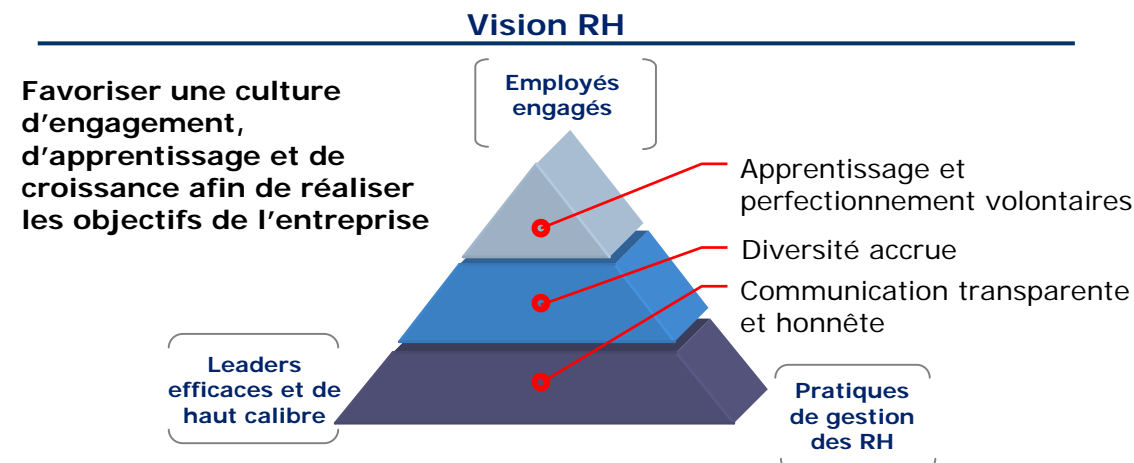 Vision RH
Favoriser une culture
d’engagement,
d’apprentissage et de
croissance afin de réaliser
les objectifs de l’entreprise
Employés
engagés
Apprentissage et
perfectionnement volontaires
Diversité accrue
Communication transparente
et honnête
Leaders
efficaces et de
haut calibre
Pratiques
de gestion
des RH